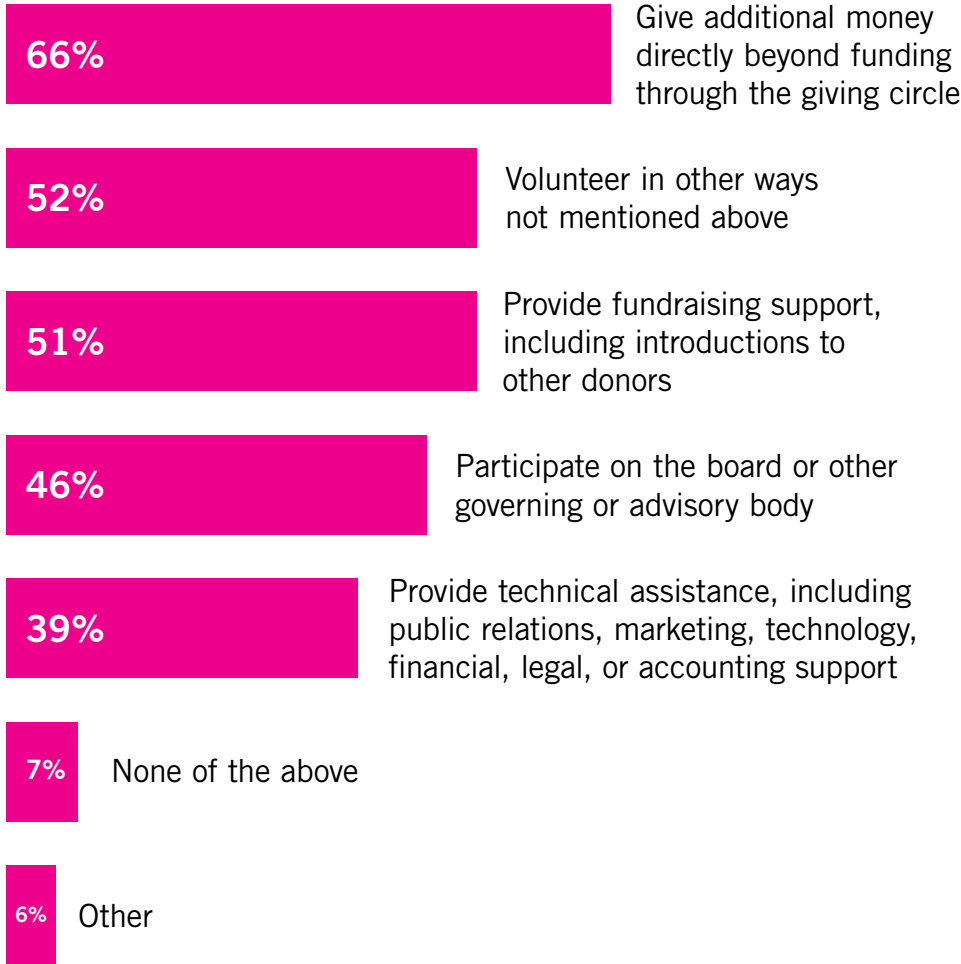 66%
Give additional money
directly beyond funding
through the giving circle
52%
Volunteer in other ways
not mentioned above
51%
Provide fundraising support,
including introductions to
other donors
46%
Participate on the board or other
governing or advisory body
39%
Provide technical assistance, including
public relations, marketing, technology,
financial, legal, or accounting support
7%
None of the above
6%
Other